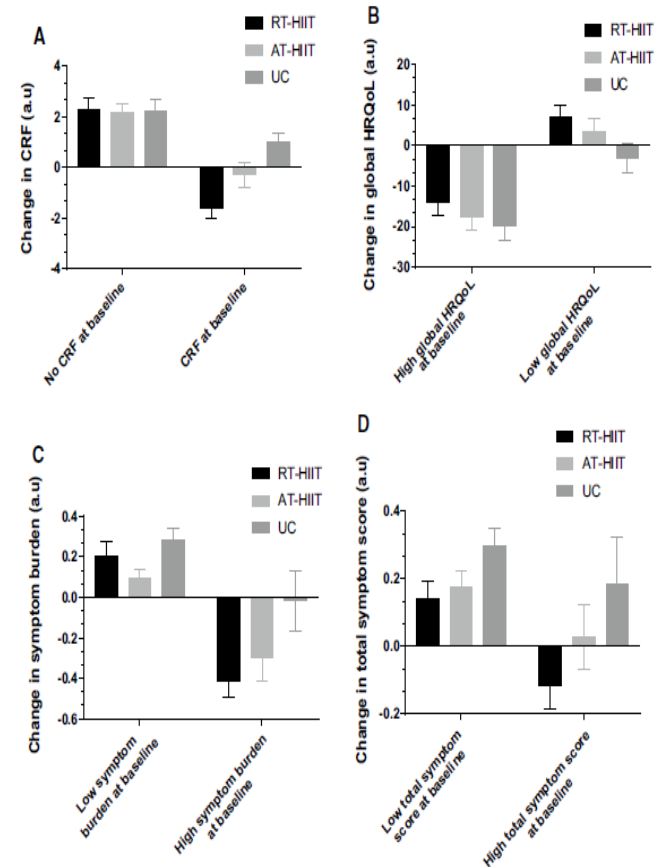 A
RT-HIIT
AT-HIIT
UC
Change in CRF (a.u)
4
2
0
-2
-4
No CRF at baseline
CRF at baseline
B
RT-HIIT
AT-HIIT
UC
Change in global HRQoL (a.u)
20
10
0
-10
-20
-30
High global HRQoL
at baseline
Low global HRQoL
at baseline
C
RT-HIIT
AT-HIIT
UC
Change in symptom burden (a.u)
0.4
0.2
0.0
-0.2
-0.4
-0.6
Low symptom
burden at baseline
High symptom burden
at baseline
D
RT-HIIT
AT-HIIT
UC
Change in total symptom score (a.u)
0.4
0.2
0.0
-0.2
Low total symptom
score at baseline
High total symptom score
at baseline